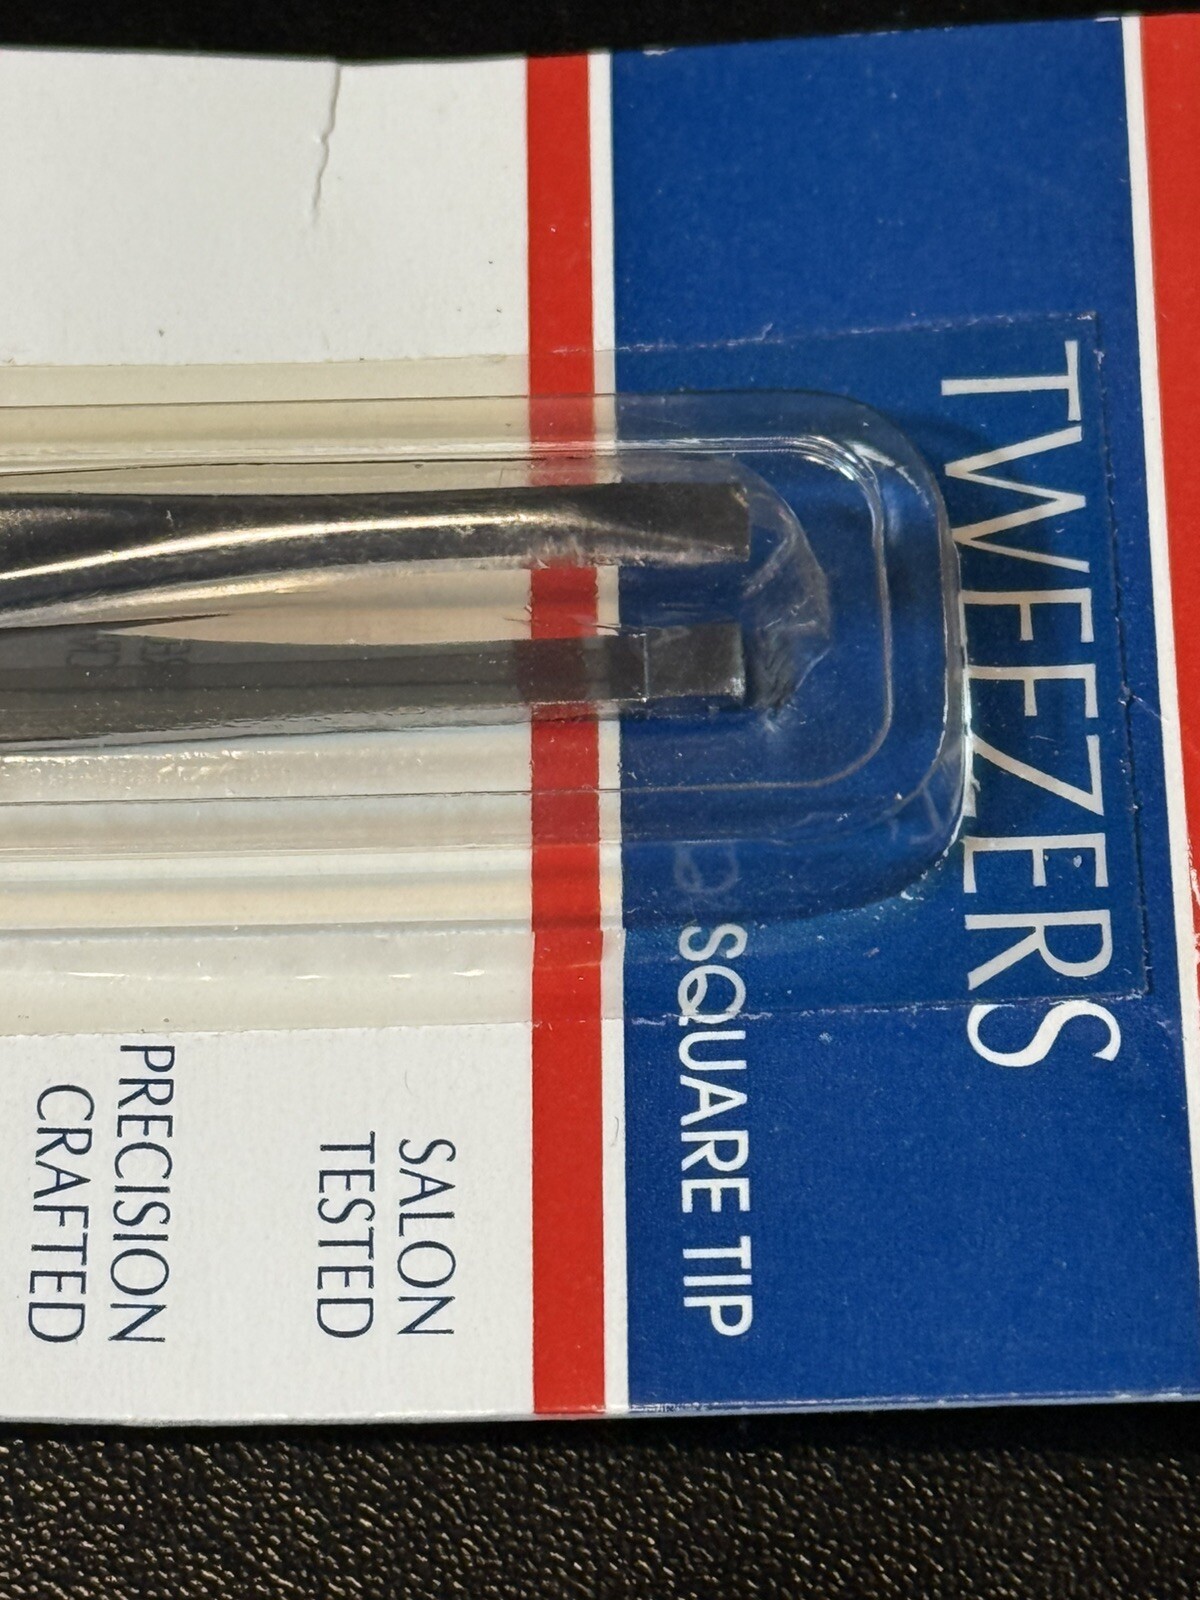 TWEEZERS
SQUARE TIP
SALON
TESTED
PRECISION
CRAFTED